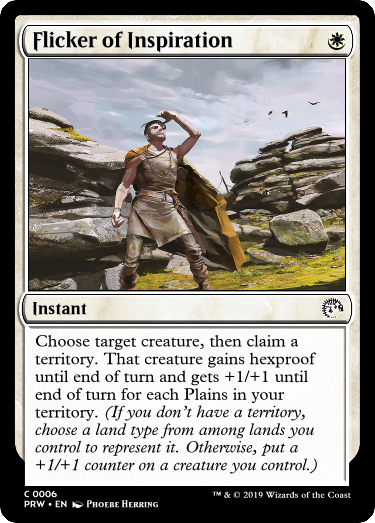 Flicker of Inspiration
Instant
Choose target creature, then claim a
territory. That creature gains hexproof
until end of turn and gets +1/+1 until
end of turn for each Plains in your
territory. (If you don't have a territory,
choose a land type from among lands you
control to represent it. Otherwise, put a
+1/+1 counter on a creature you control.)
C 0006
PRW • EN Phoebe Herring
™ & © 2019 Wizards of the Coast